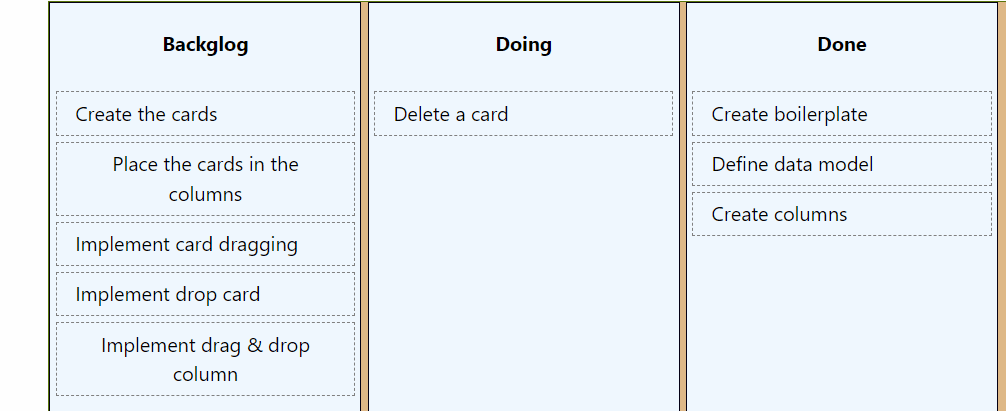 Backglog
Create the cards
Place the cards in the
columns
Implement card dragging
Implement drop card
Implement drag & drop
column
Doing
Delete a card
Done
Create boilerplate
Define data model
Create columns